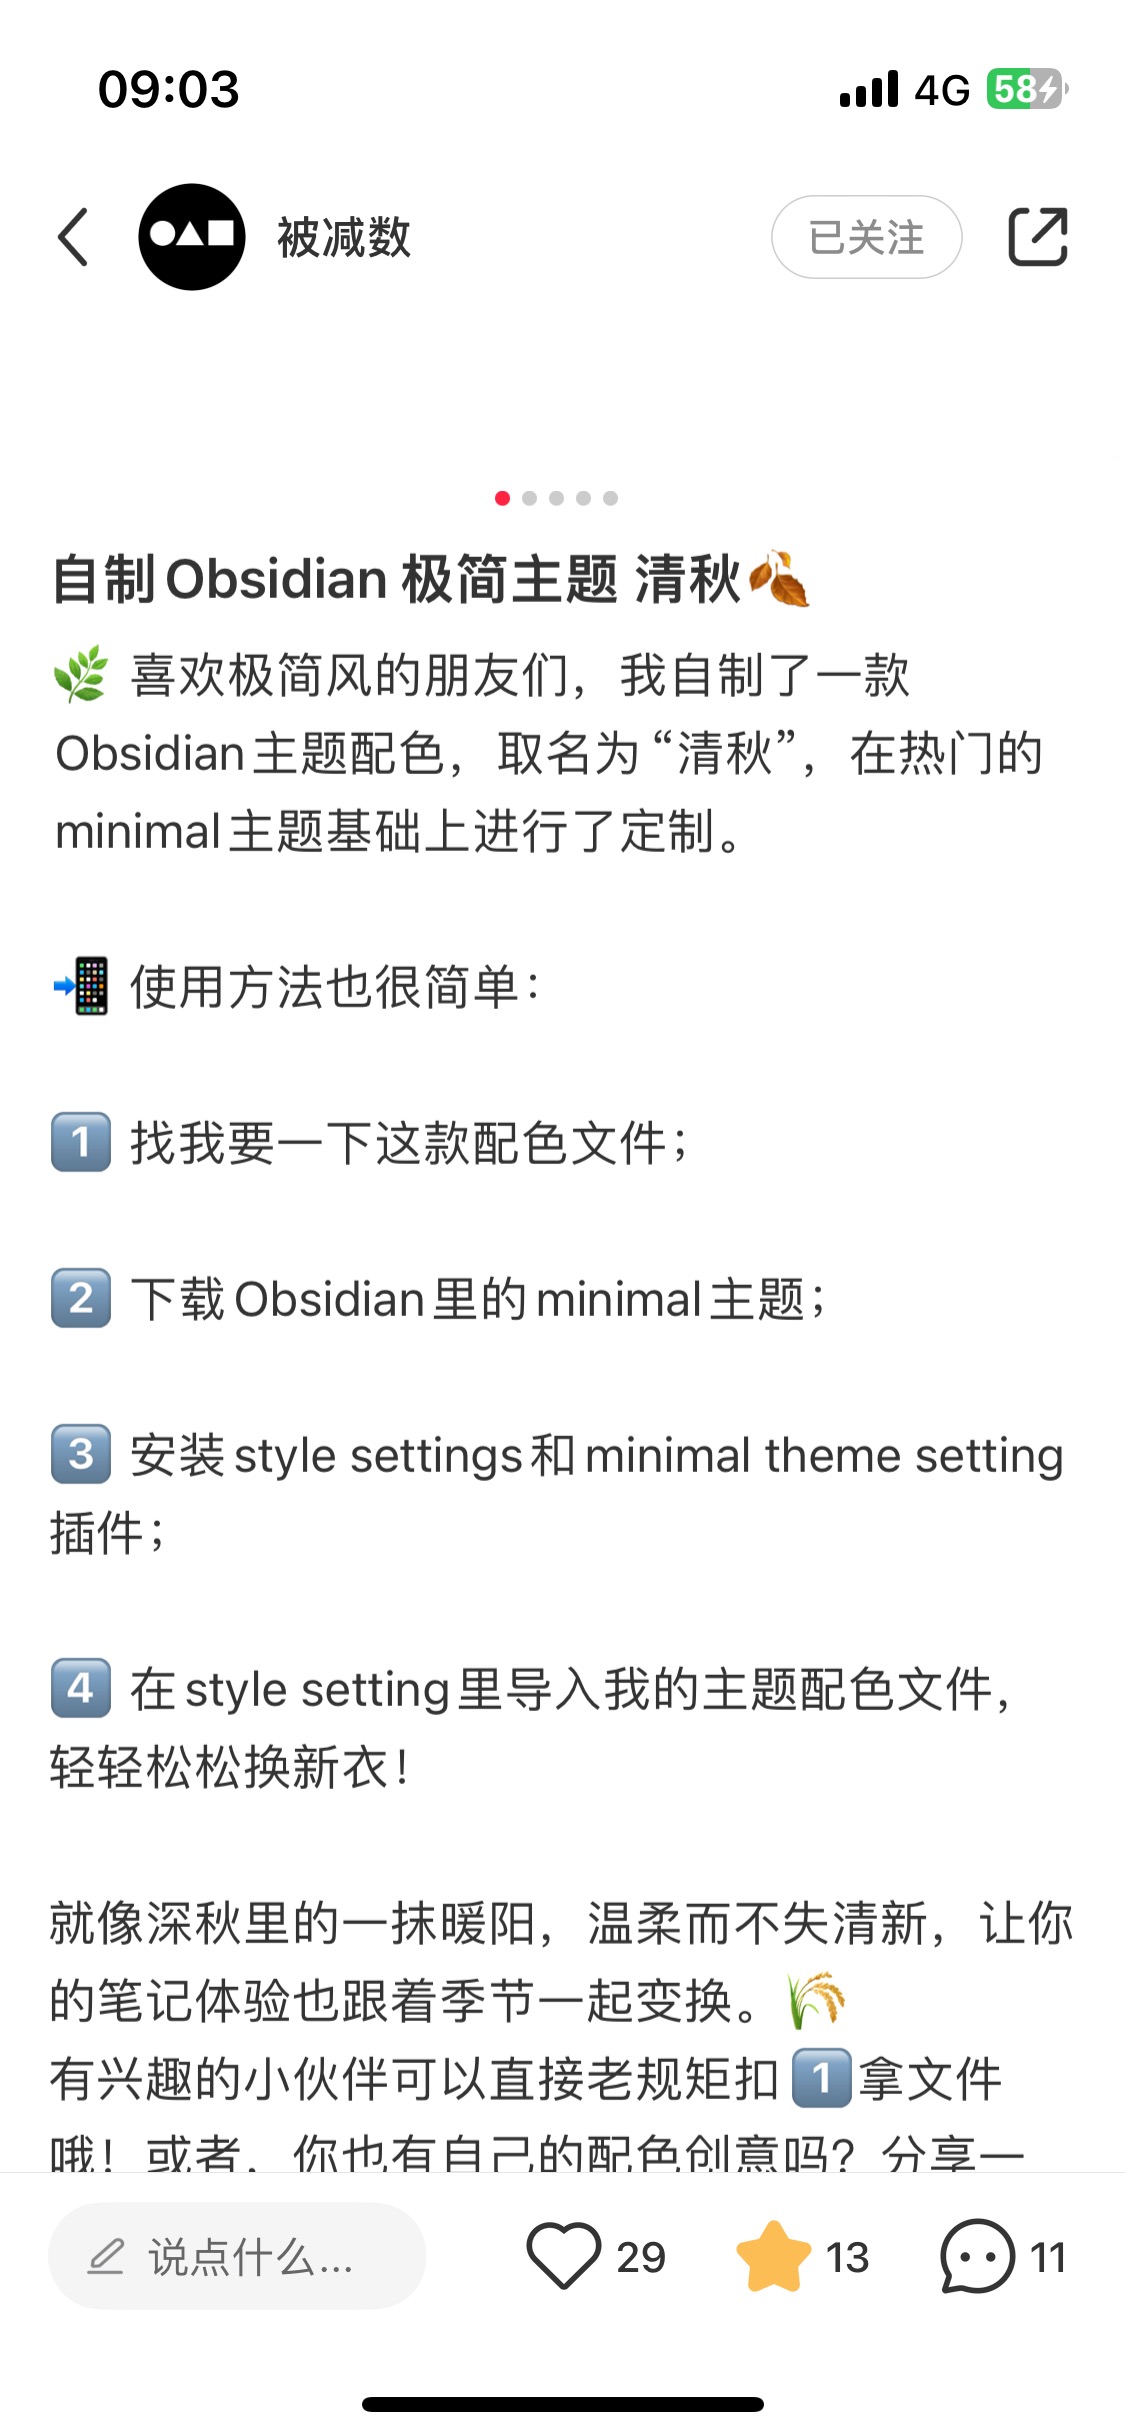 09:03 4G 58
被减数 已关注
自制Obsidian 极简主题 清秋🍂
🌿 喜欢极简风的朋友们，我自制了一款
Obsidian主题配色，取名为“清秋”，在热门的
minimal主题基础上进行了定制。
📲 使用方法也很简单：
1️⃣ 找我要一下这款配色文件；
2️⃣ 下载Obsidian里的minimal主题；
3️⃣ 安装style settings和minimal theme setting
插件；
4️⃣ 在style setting里导入我的主题配色文件，
轻轻松松换新衣！
就像深秋里的一抹暖阳，温柔而不失清新，让你
的笔记体验也跟着季节一起变换。🌾
有兴趣的小伙伴可以直接老规矩扣1️⃣拿文件
哦！或者，你也有自己的配色创意吗？分享一
说点什么... 29 13 11